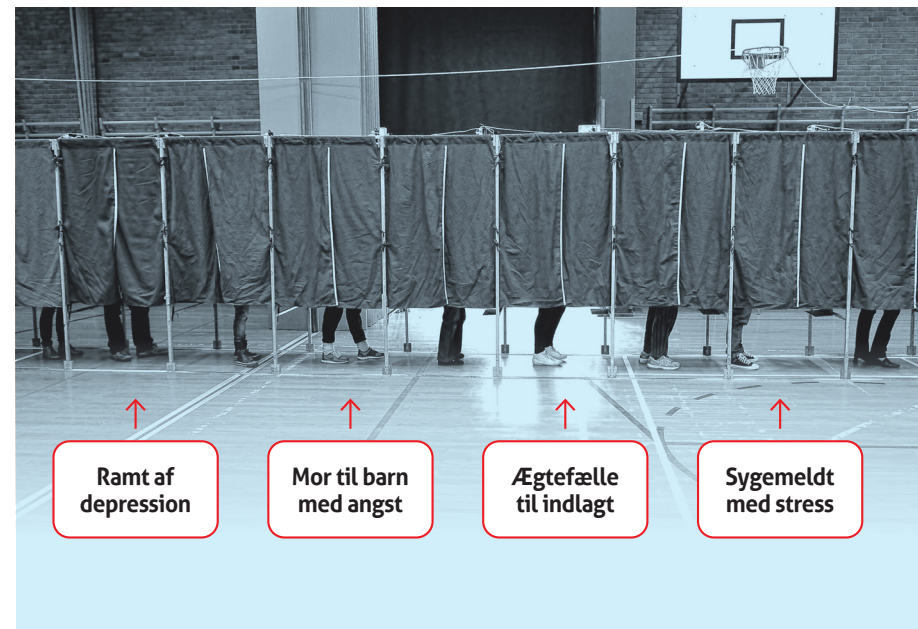 Ramt af
depression
Mor til barn
med angst
Ægtefælle
til indlagt
Sygemeldt
med stress